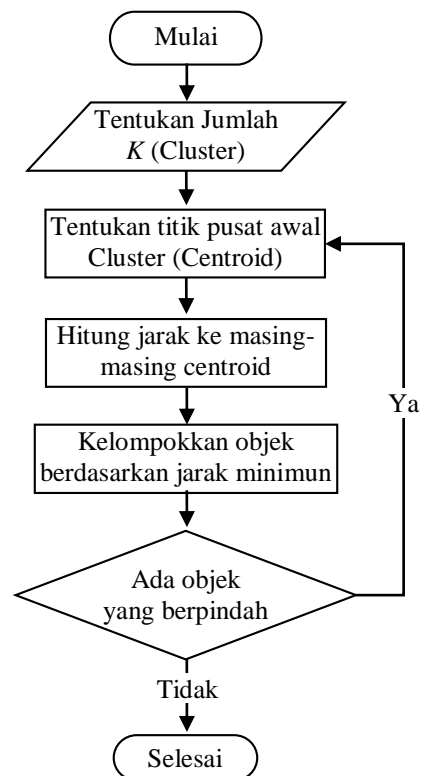 Mulai
Tentukan Jumlah
K (Cluster)
Tentukan titik pusat awal
Cluster (Centroid)
Hitung jarak ke masing-
masing centroid
Kelompokkan objek
berdasarkan jarak minimun
Ya
Ada objek
yang berpindah
Tidak
Selesai